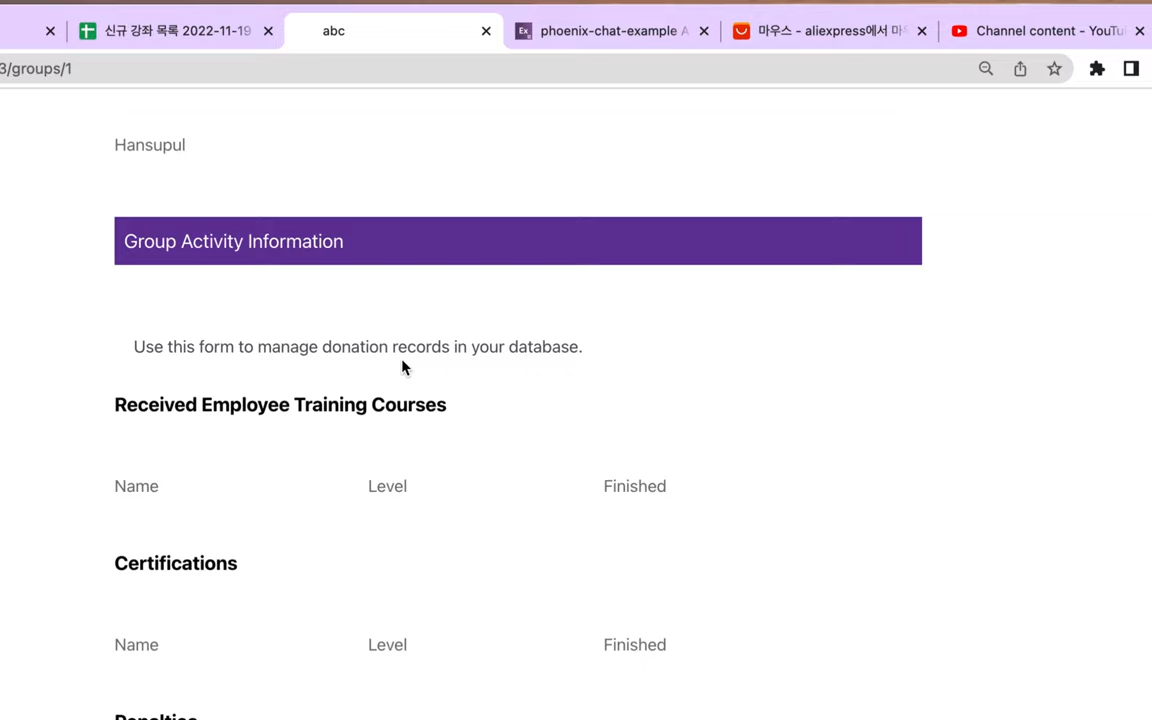 신규 강좌 목록 2022-11-19
abc
phoenix-chat-example
마우스 - aliexpress에서
Channel content - YouTu
3/groups/1
Hansupul
Group Activity Information
Use this form to manage donation records in your database.
Received Employee Training Courses
Name Level Finished
Certifications
Name Level Finished
Penalties